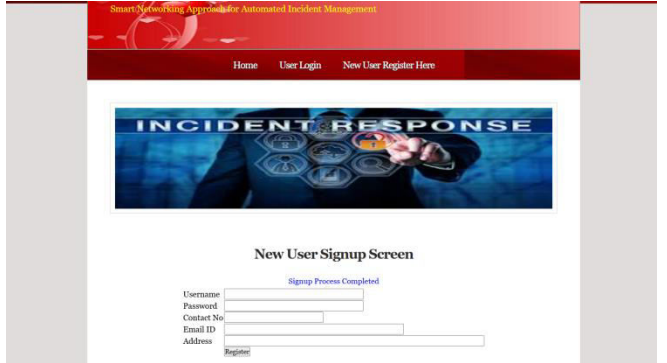 Smart Networking Approach for Automated Incident Management
Home User Login New User Register Here
INCIDENT RESPONSE
New User Signup Screen
Signup Process Completed
Username
Password
Contact No
Email ID
Address
Register